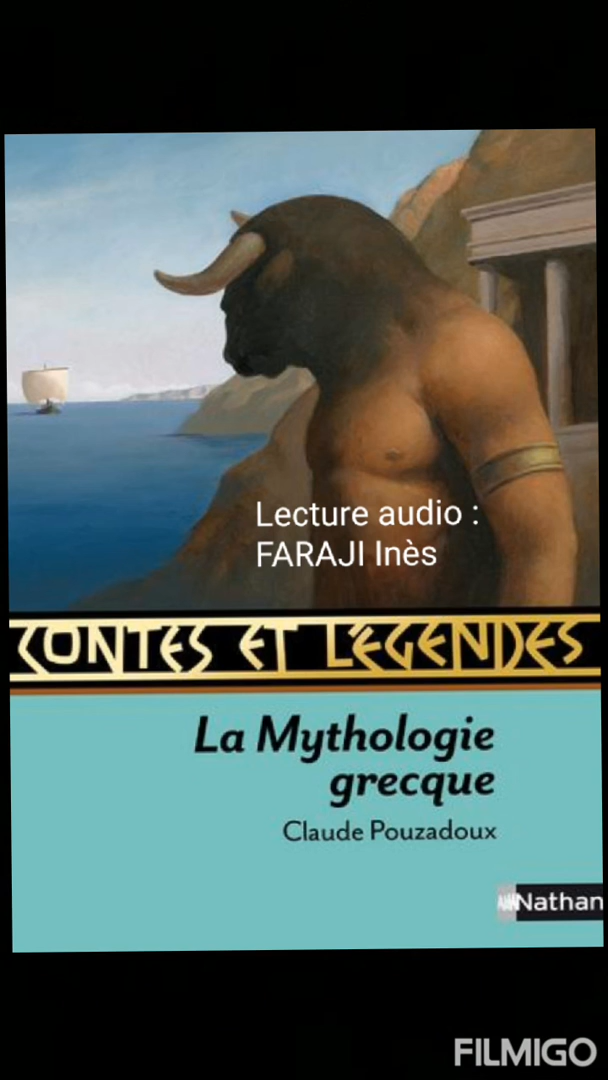 Lecture audio :
FARAJI Inès
CONTES ET LÉGENDES
La Mythologie
grecque
Claude Pouzadoux
Nathan
FILMIGO